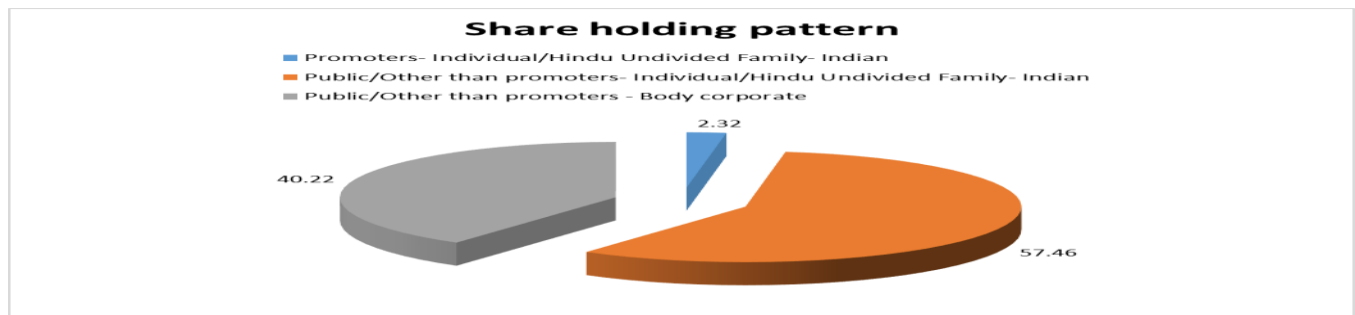 Share holding pattern
Promoters- Individual/Hindu Undivided Family- Indian
Public/Other than promoters- Individual/Hindu Undivided Family- Indian
Public/Other than promoters - Body corporate
2.32
40.22
57.46